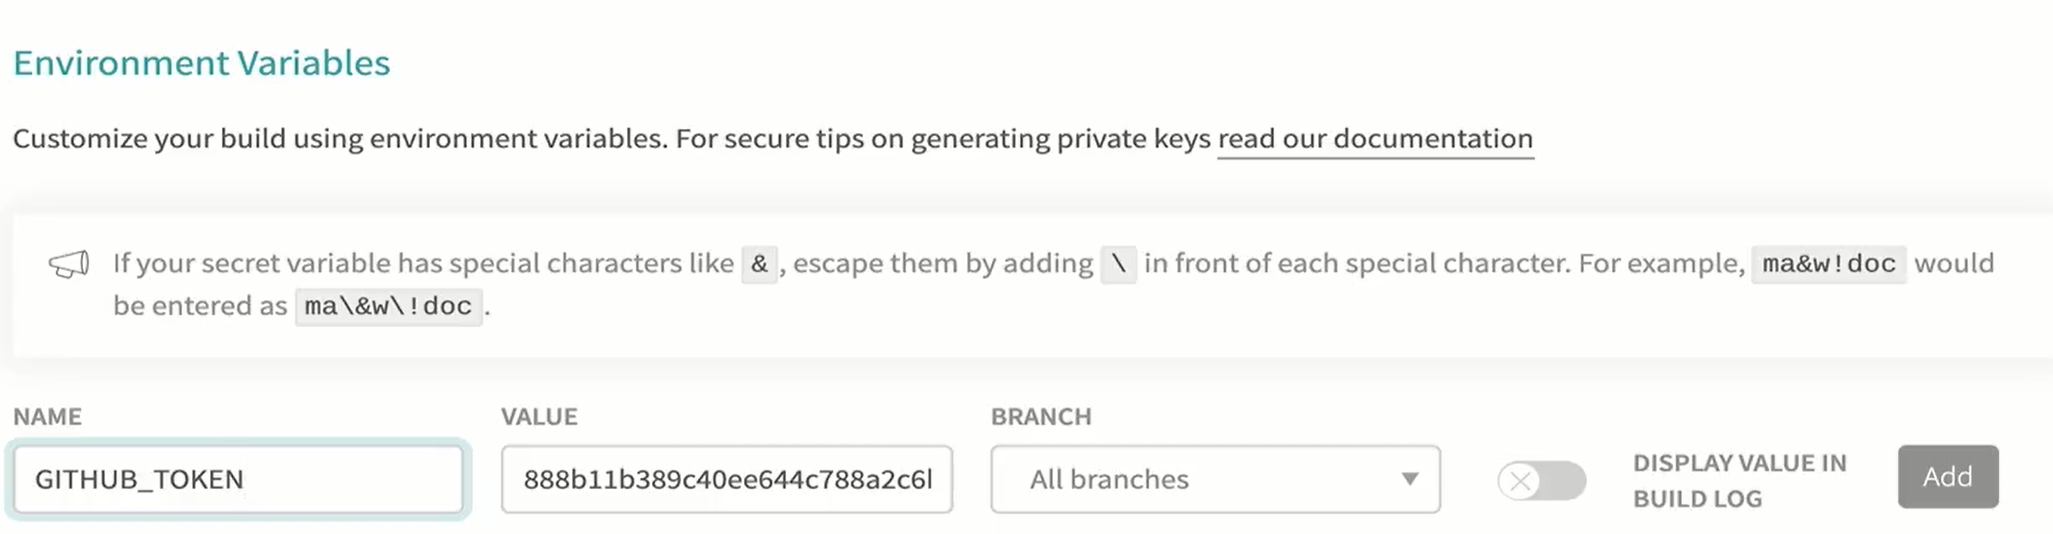 Environment Variables
Customize your build using environment variables. For secure tips on generating private keys read our documentation
If your secret variable has special characters like & , escape them by adding \ in front of each special character. For example, ma&w!doc would
be entered as ma\&w\!doc .
NAME VALUE BRANCH
GITHUB_TOKEN 888b11b389c40ee644c788a2c6l All branches DISPLAY VALUE IN
BUILD LOG
Add